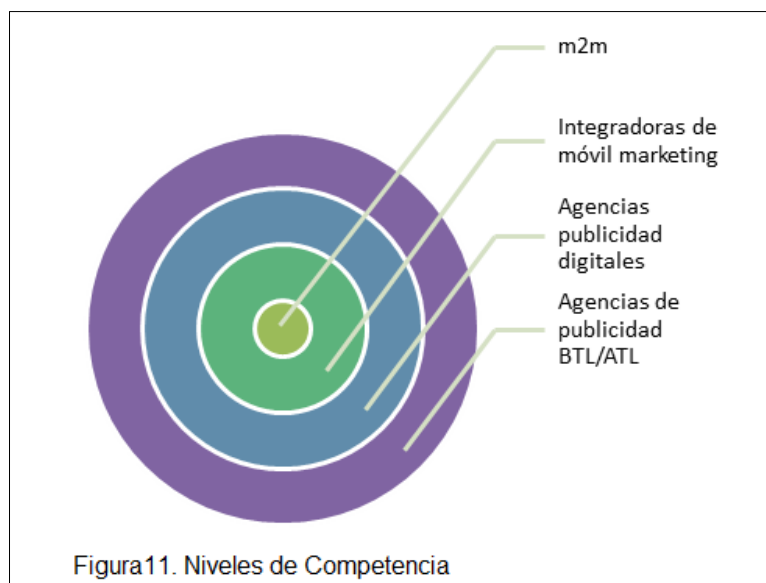 m2m
Integradoras de
móvil marketing
Agencias
publicidad
digitales
Agencias de
publicidad
BTL/ATL
Figura11. Niveles de Competencia